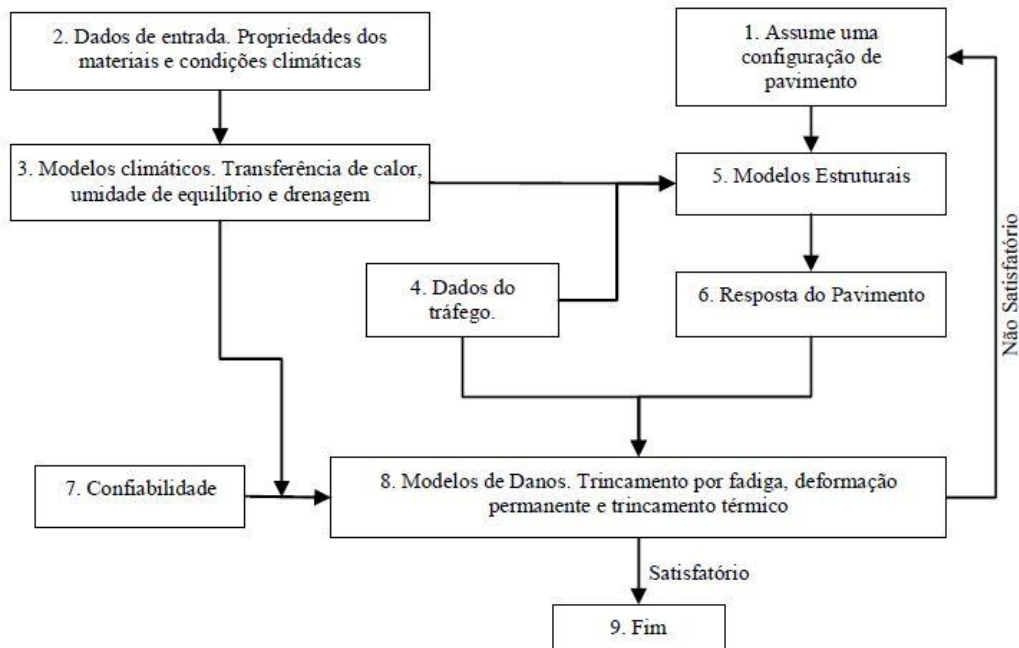 2. Dados de entrada. Propriedades dos
materiais e condições climáticas
1. Assume uma
configuração de
pavimento
3. Modelos climáticos. Transferência de calor,
umidade de equilíbrio e drenagem
5. Modelos Estruturais
4. Dados do
tráfego.
6. Resposta do Pavimento
Não Satisfatório
7. Confiabilidade
8. Modelos de Danos. Trincamento por fadiga, deformação
permanente e trincamento térmico
Satisfatório
9. Fim